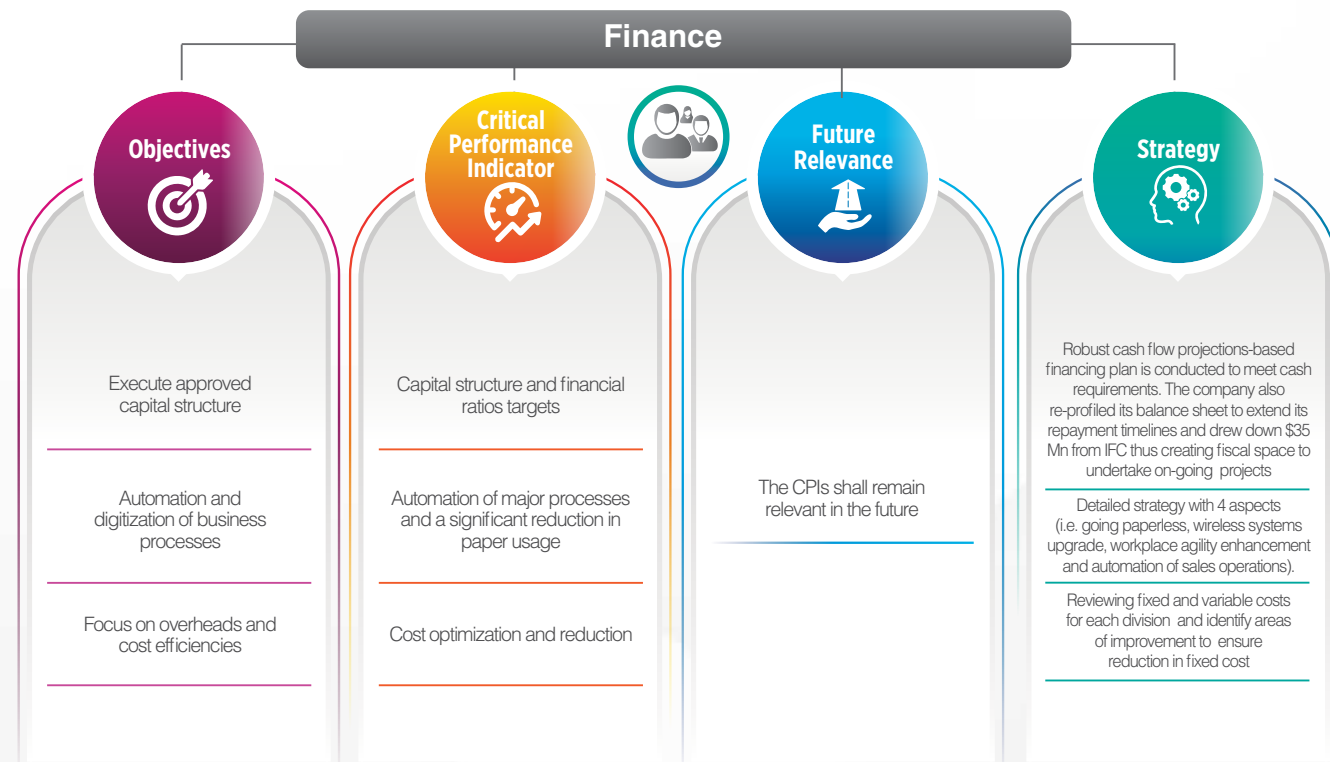 Finance
Objectives
Execute approved
capital structure
Automation and
digitization of business
processes
Focus on overheads and
cost efficiencies
Critical
Performance
Indicator
Capital structure and financial
ratios targets
Automation of major processes
and a significant reduction in
paper usage
Cost optimization and reduction
Future
Relevance
The CPIs shall remain
relevant in the future
Strategy
Robust cash flow projections-based
financing plan is conducted to meet cash
requirements. The company also
re-profiled its balance sheet to extend its
repayment timelines and drew down $35
Mn from IFC thus creating fiscal space to
undertake on-going projects
Detailed strategy with 4 aspects
(i.e. going paperless, wireless systems
upgrade, workplace agility enhancement
and automation of sales operations).
Reviewing fixed and variable costs
for each division and identify areas
of improvement to ensure
reduction in fixed cost